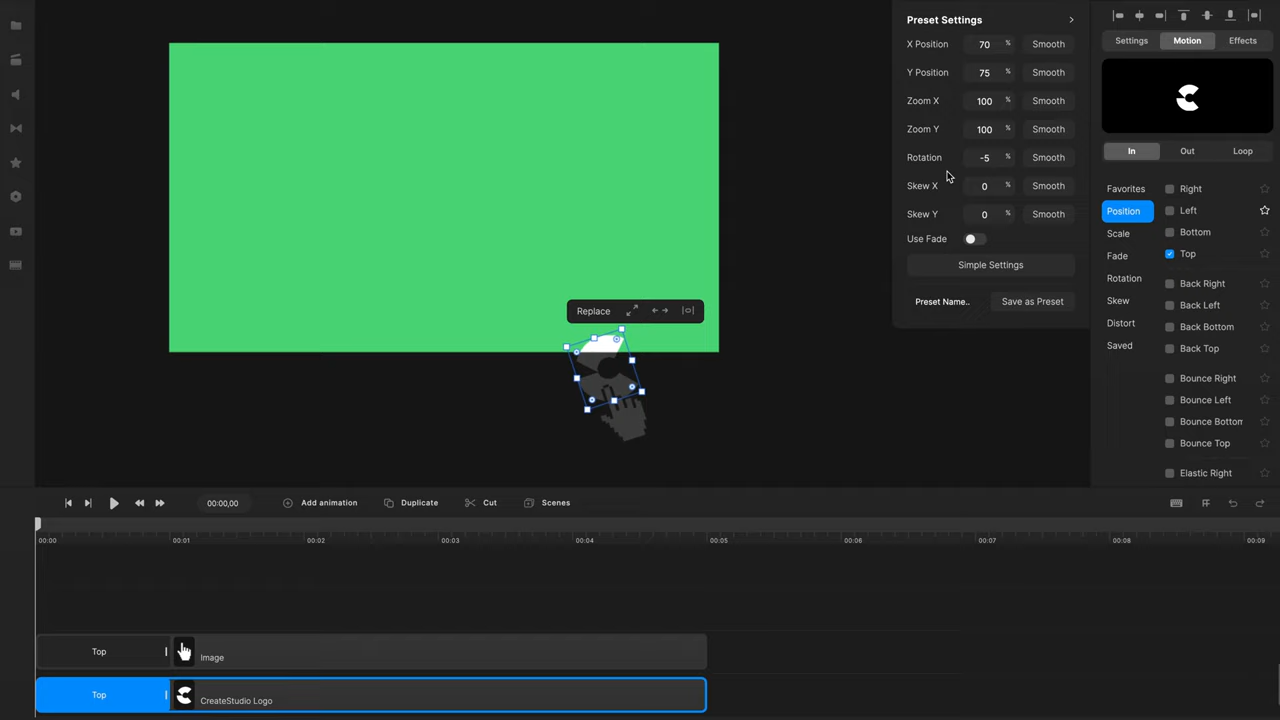 Preset Settings
X Position 70 % Smooth
Y Position 75 % Smooth
Zoom X 100 % Smooth
Zoom Y 100 % Smooth
Rotation -5 % Smooth
Skew X 0 % Smooth
Skew Y 0 % Smooth
Use Fade
Simple Settings
Preset Name.. Save as Preset
Settings Motion Effects
In Out Loop
Favorites
Position
Scale
Fade
Rotation
Skew
Distort
Saved
Right
Left
Bottom
Top
Back Right
Back Left
Back Bottom
Back Top
Bounce Right
Bounce Left
Bounce Bottom
Bounce Top
Elastic Right
Replace
00:00,00 Add animation Duplicate Cut Scenes
00:00 00:01 00:02 00:03 00:04 00:05 00:06 00:07 00:08 00:09
Top Image
Top CreateStudio Logo